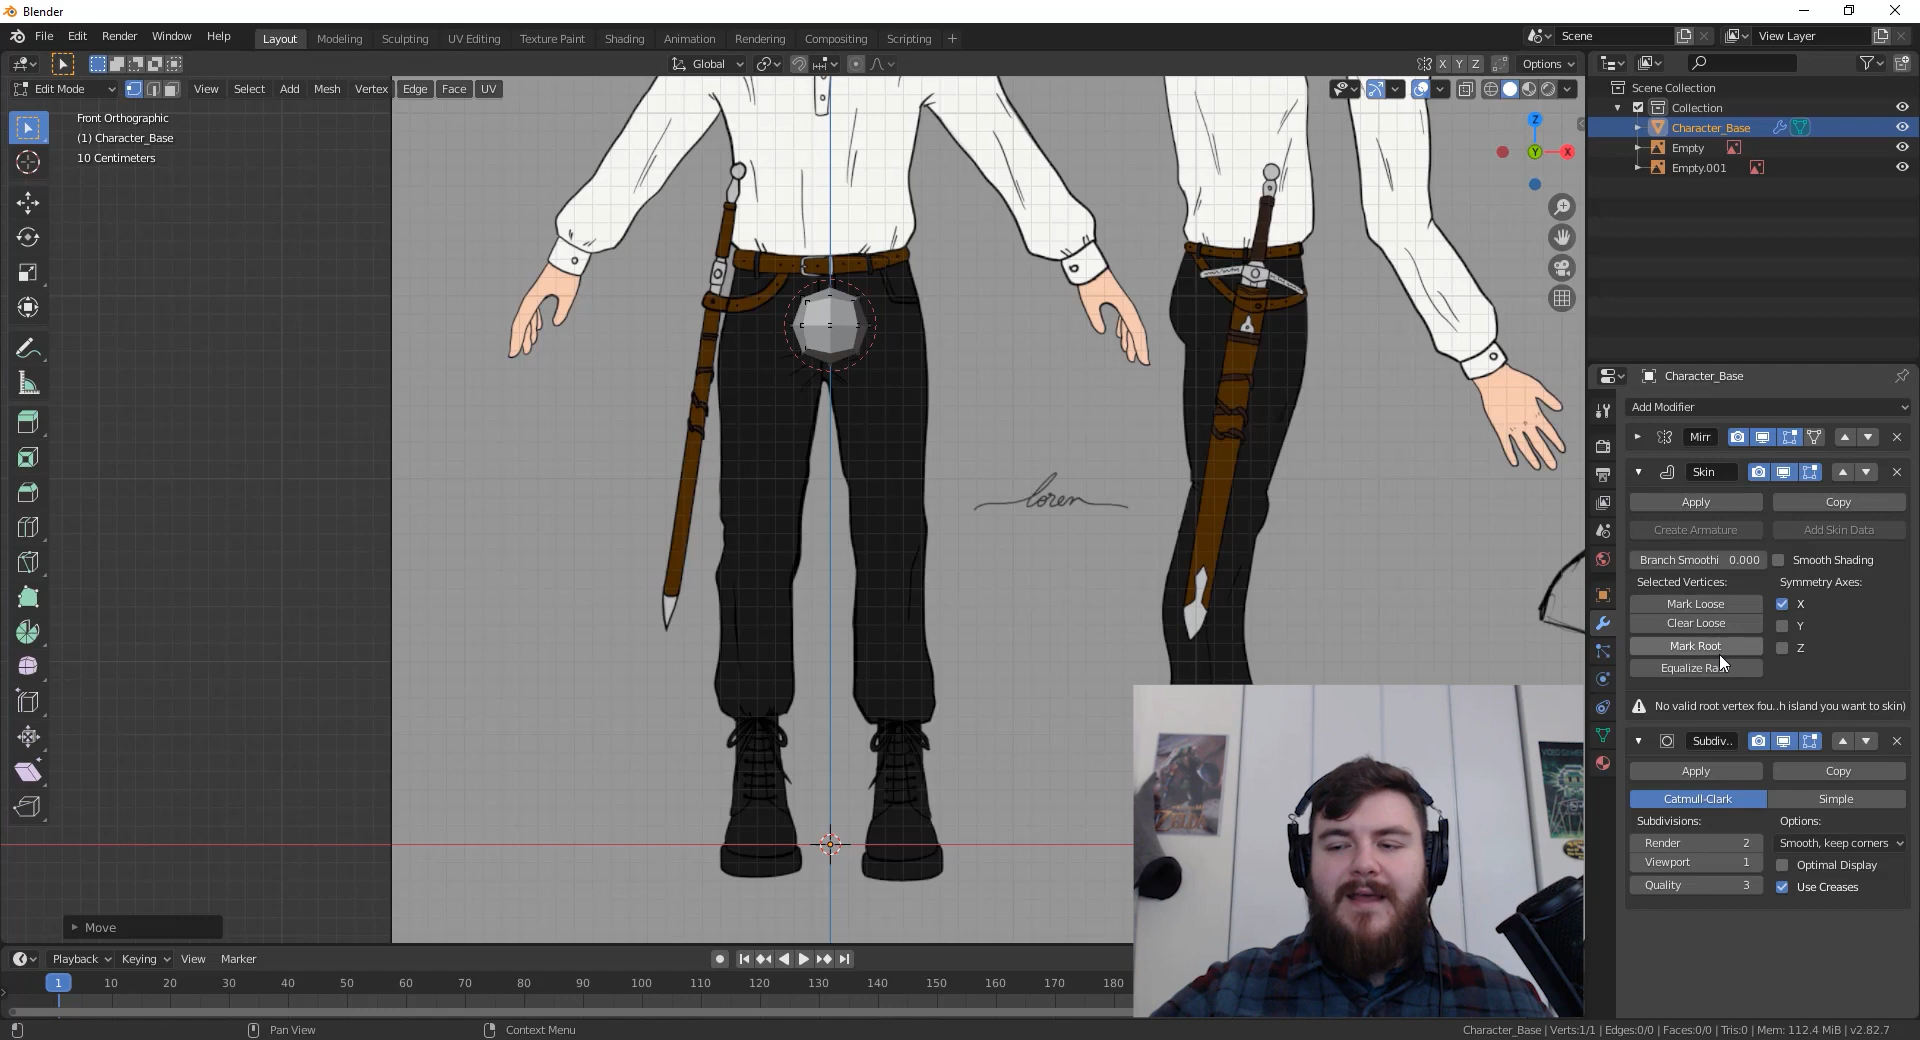 Blender
File Edit Render Window Help
Layout Modeling Sculpting UV Editing Texture Paint Shading Animation Rendering Compositing Scripting +
Scene
View Layer
Global
X Y Z
Options
Edit Mode
View Select Add Mesh Vertex Edge Face UV
Front Orthographic
(1) Character_Base
10 Centimeters
Z
Y
X
loren
Move
Scene Collection
Collection
Character_Base
Empty
Empty.001
Character_Base
Add Modifier
Mirr
Skin
Apply Copy
Create Armature Add Skin Data
Branch Smoothi 0.000 Smooth Shading
Selected Vertices: Symmetry Axes:
Mark Loose X
Clear Loose Y
Mark Root Z
Equalize Ra
No valid root vertex fou..h island you want to skin)
Subdiv..
Apply Copy
Catmull-Clark Simple
Subdivisions: Options:
Render 2 Smooth, keep corners
Viewport 1 Optimal Display
Quality 3 Use Creases
Playback Keying View Marker
1 10 20 30 40 50 60 70 80 90 100 110 120 130 140 150 160 170 180
Pan View Context Menu
Character_Base | Verts:1/1 | Edges:0/0 | Faces:0/0 | Tris:0 | Mem: 112.4 MiB | v2.82.7